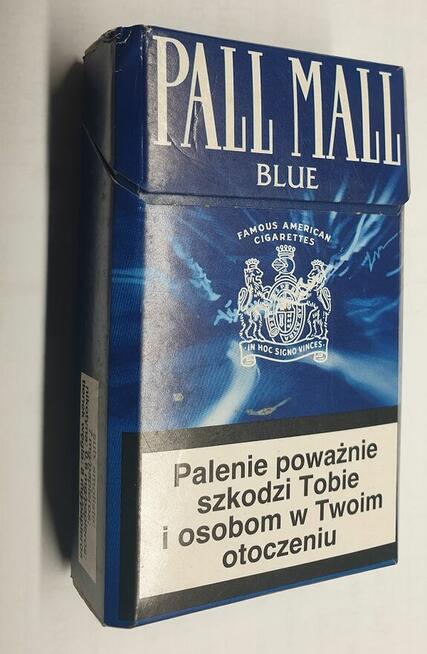 PALL MALL
BLUE
FAMOUS AMERICAN
CIGARETTES
· IN HOC SIGNO VINCES ·
Palenie poważnie
szkodzi Tobie
i osobom w Twoim
otoczeniu